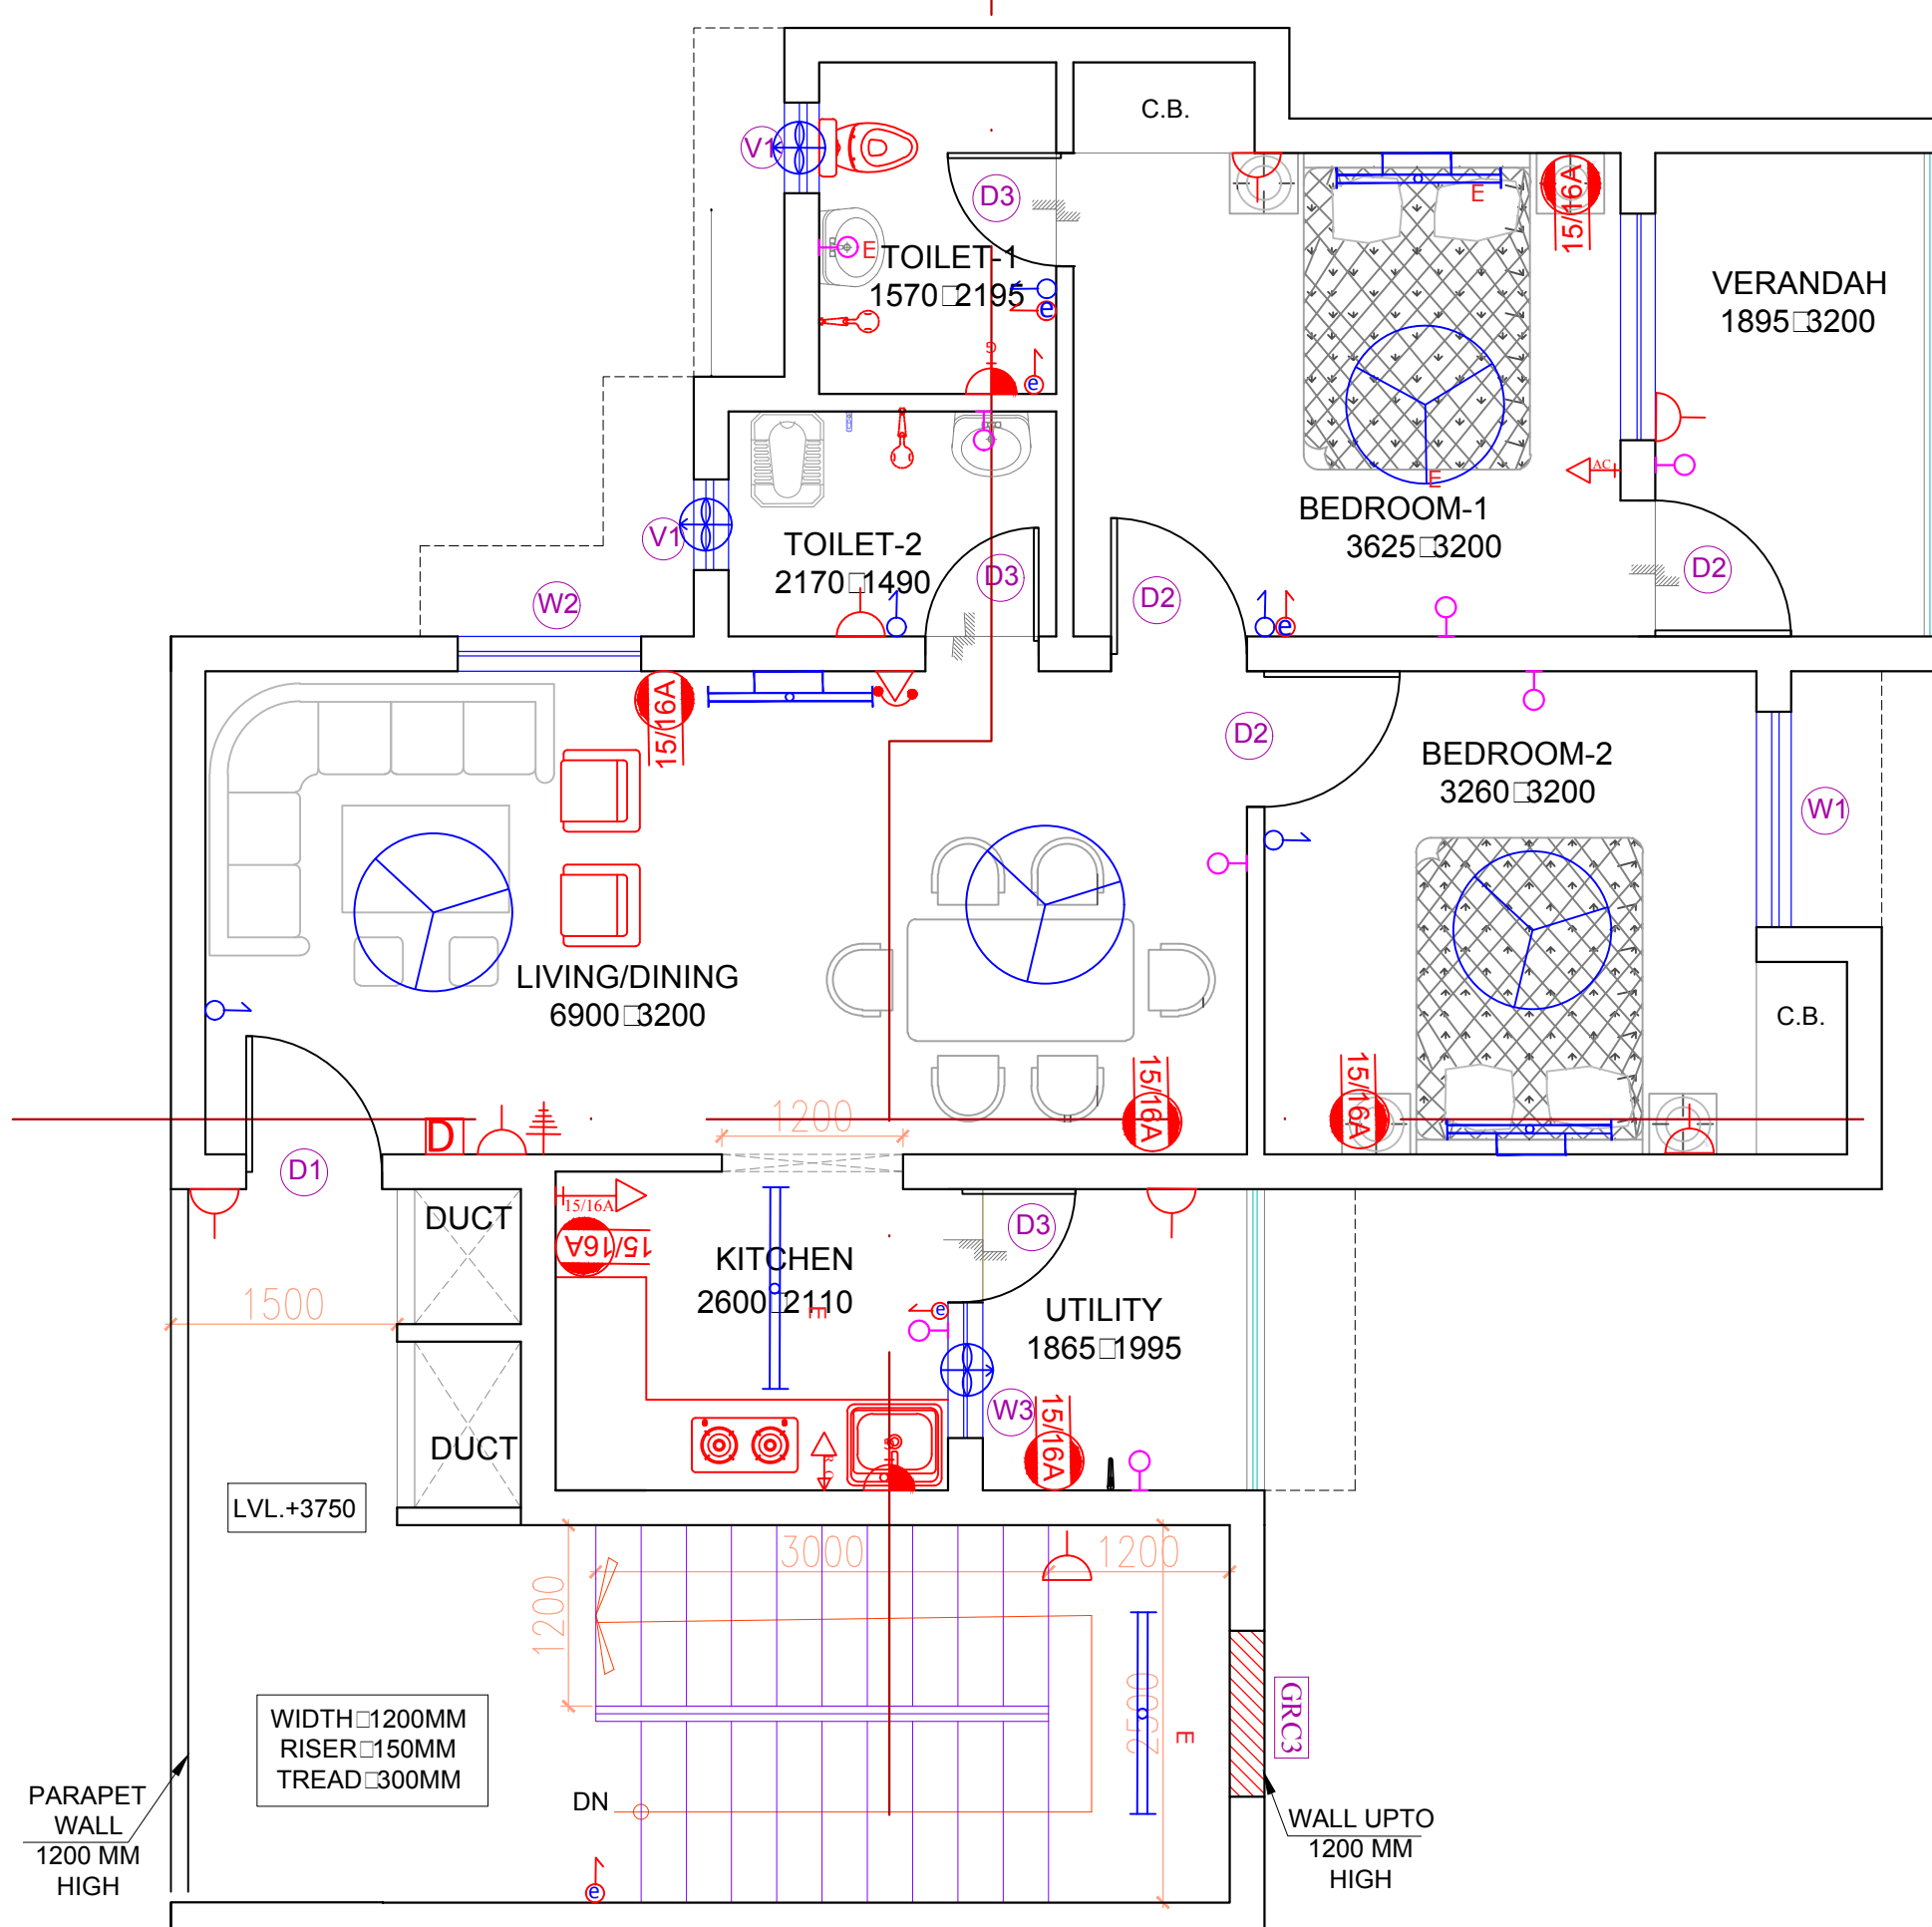 C.B.
V1
D3
E
15/16A
E
TOILET-1
1570□2195
e
VERANDAH
1895□3200
e
AC
E
BEDROOM-1
3625□3200
V1
TOILET-2
2170□1490
D3
D2
D2
W2
e
15/16A
D2
BEDROOM-2
3260□3200
W1
LIVING/DINING
6900□3200
C.B.
D
1200
15/16A
15/16A
D1
DUCT
15/16A
15/16A
KITCHEN
2600□2110
E
D3
e
UTILITY
1865□1995
1500
DUCT
W3
15/16A
LVL.+3750
3000
1200
1200
2500
E
GRC3
WIDTH□1200MM
RISER□150MM
TREAD□300MM
DN
PARAPET
WALL
1200 MM
HIGH
WALL UPTO
1200 MM
HIGH
e